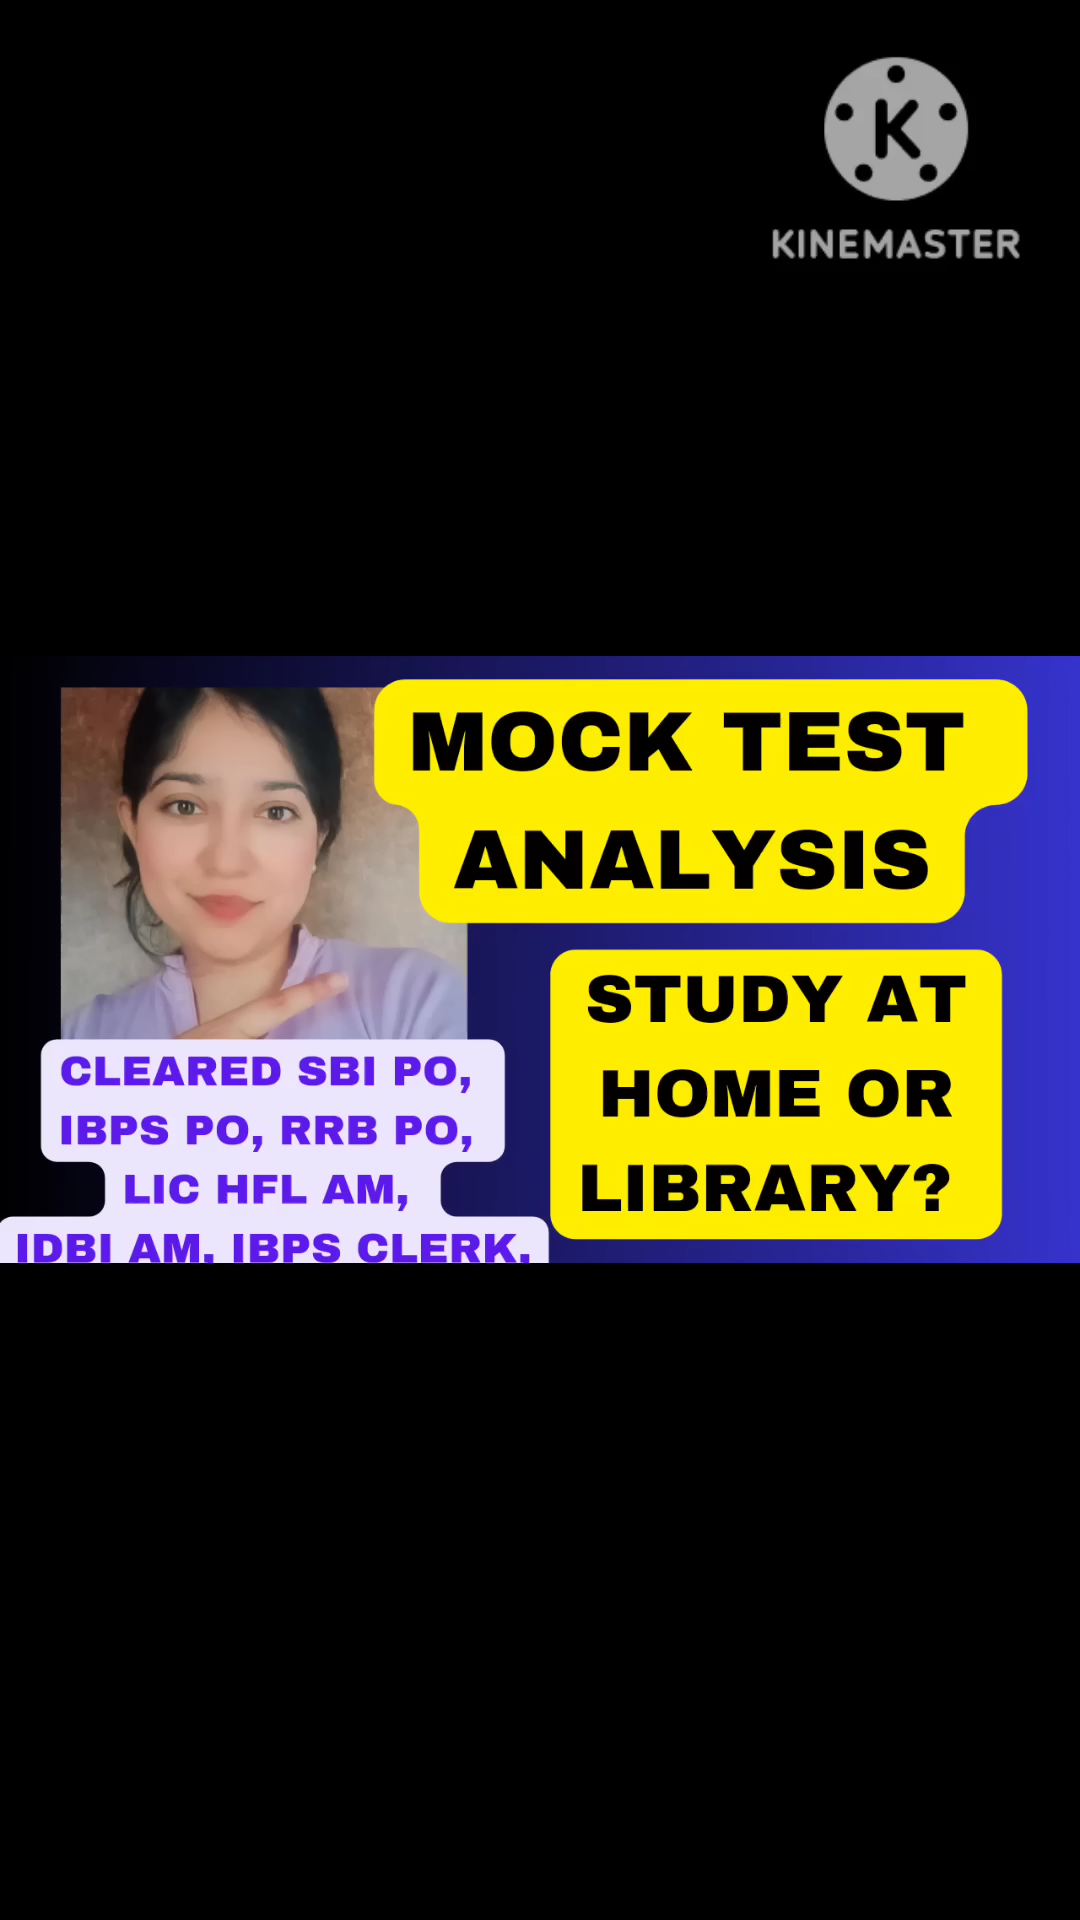 K
KINEMASTER
MOCK TEST
ANALYSIS
STUDY AT
HOME OR
LIBRARY?
CLEARED SBI PO,
IBPS PO, RRB PO,
LIC HFL AM,
IDBI AM, IBPS CLERK,